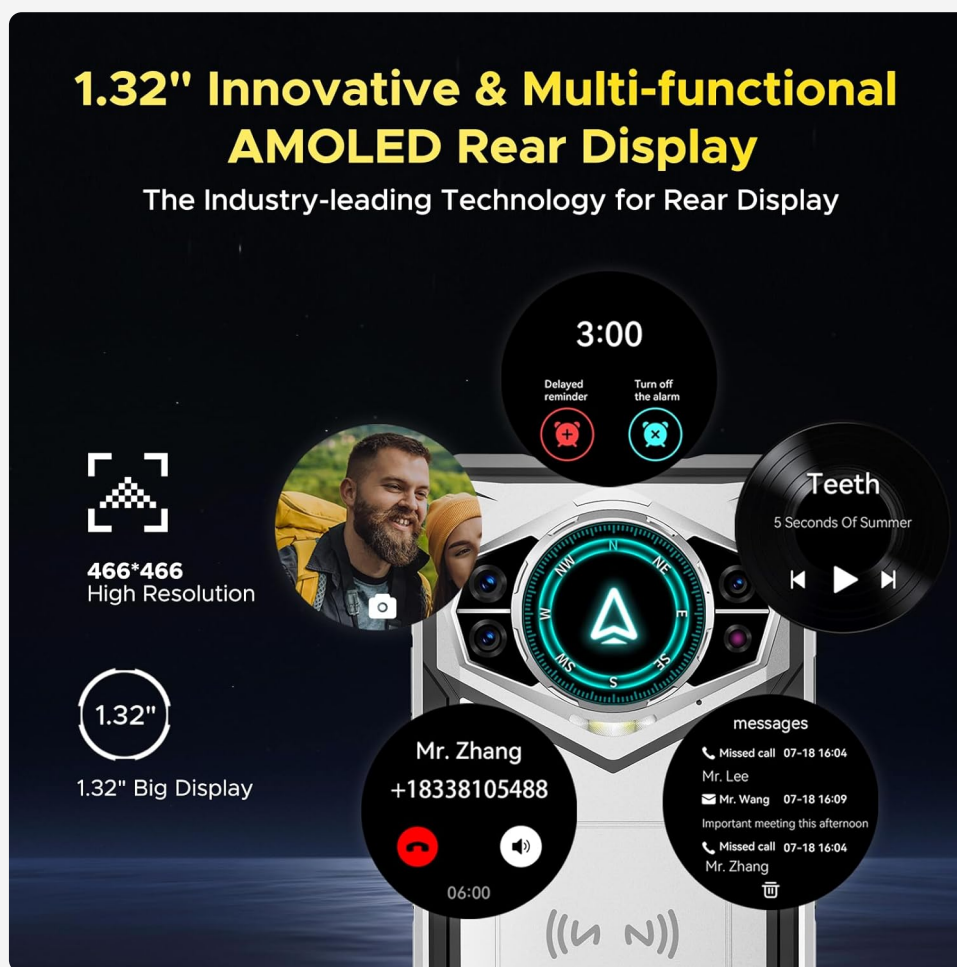 1.32" Innovative & Multi-functional
AMOLED Rear Display
The Industry-leading Technology for Rear Display
3:00
Delayed
reminder
Turn off
the alarm
466*466
High Resolution
Teeth
5 Seconds Of Summer
N
NE
E
SE
S
SW
W
NW
1.32"
1.32" Big Display
Mr. Zhang
+18338105488
06:00
messages
Missed call 07-18 16:04
Mr. Lee
Mr. Wang 07-18 16:09
Important meeting this afternoon
Missed call 07-18 16:04
Mr. Zhang